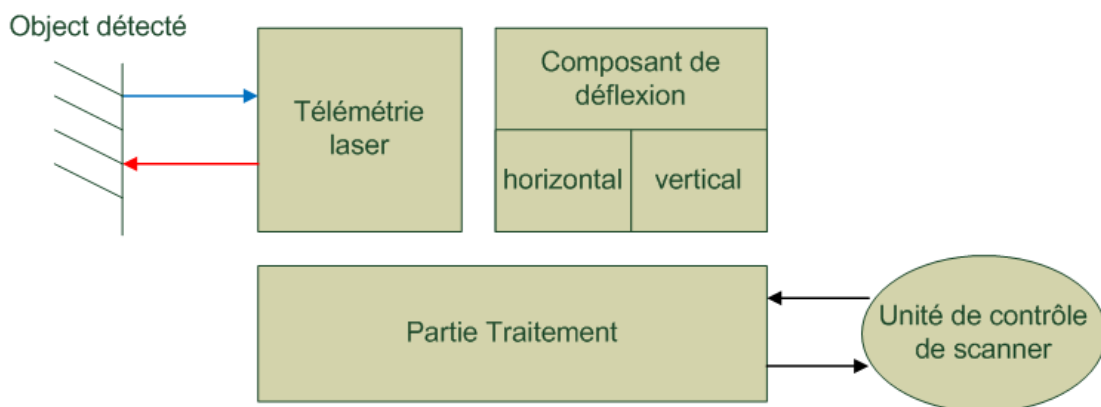 Object détecté
Télémétrie
laser
Composant de
déflexion
horizontal
vertical
Partie Traitement
Unité de contrôle
de scanner